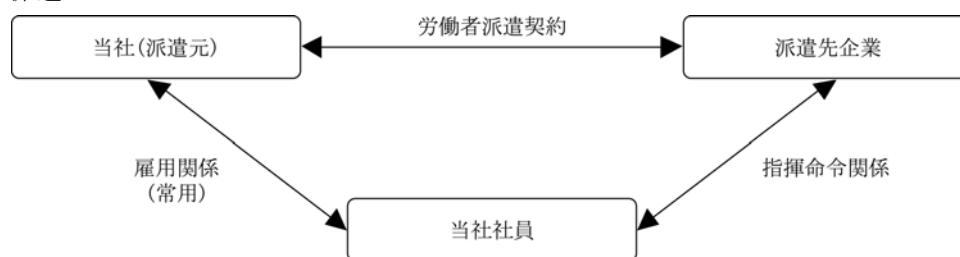 労働者派遣契約
当社(派遣元)
派遣先企業
雇用関係
(常用)
指揮命令関係
当社社員